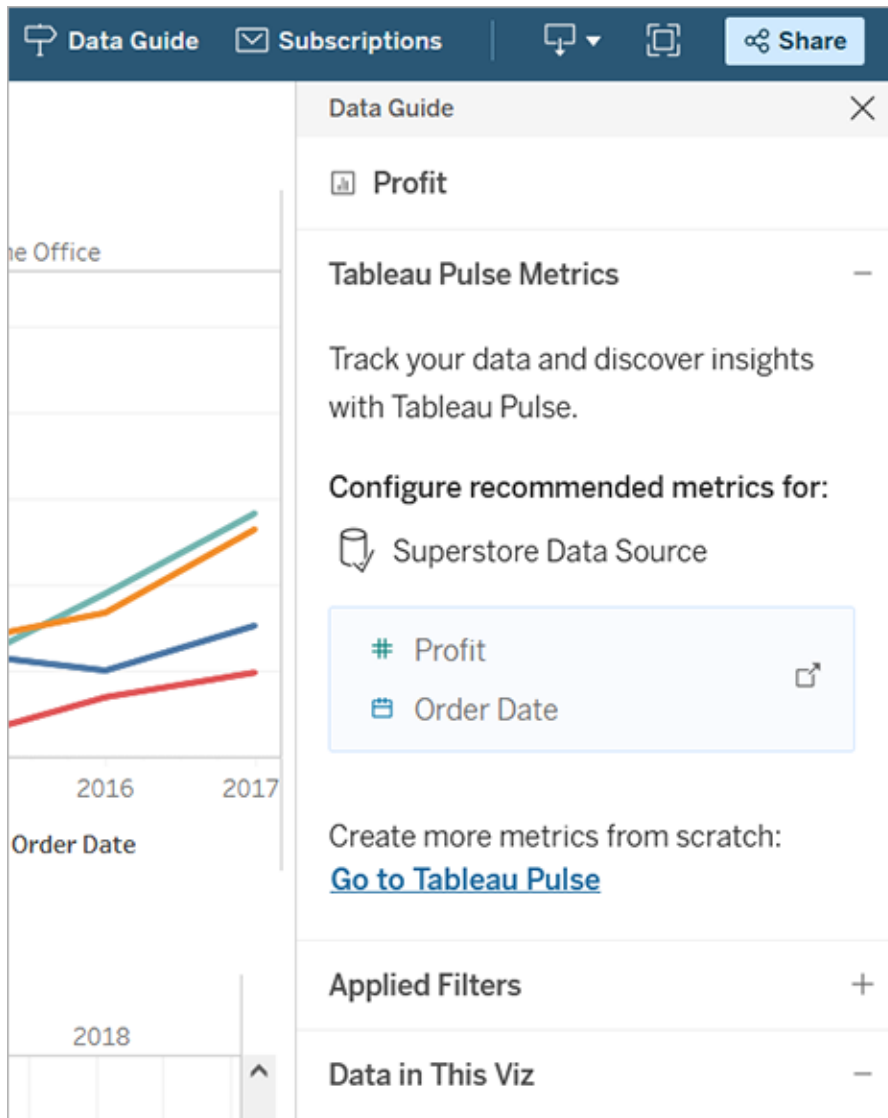 Data Guide
Subscriptions
Share
Data Guide
Profit
Office
Tableau Pulse Metrics
Track your data and discover insights
with Tableau Pulse.
Configure recommended metrics for:
Superstore Data Source
Profit
Order Date
2016
2017
Order Date
Create more metrics from scratch:
Go to Tableau Pulse
Applied Filters
2018
Data in This Viz